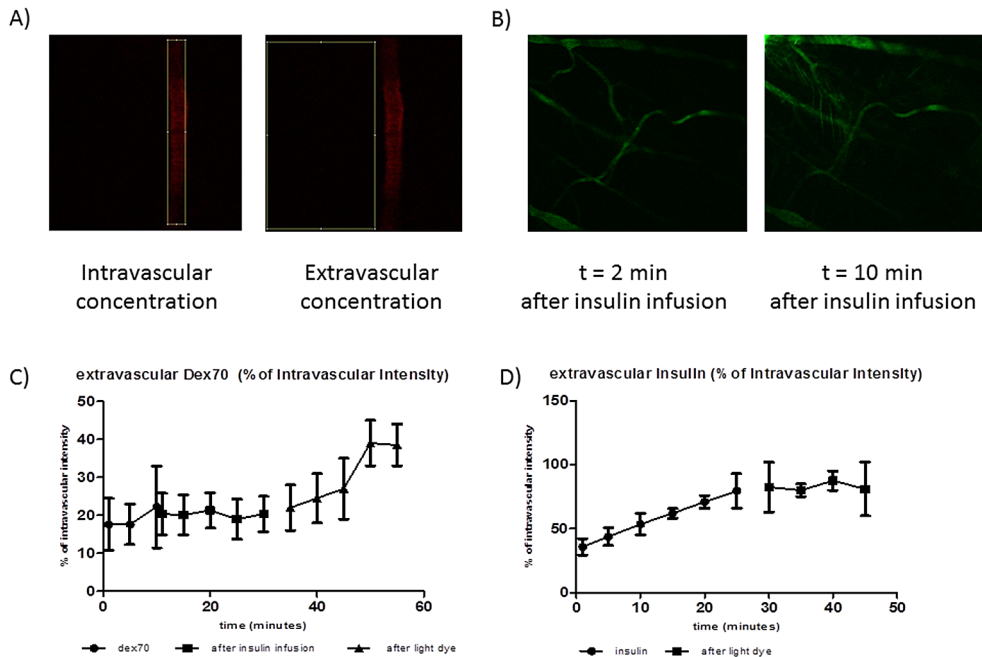 A)
B)
Intravascular
concentration
Extravascular
concentration
t = 2 min
after insulin infusion
t = 10 min
after insulin infusion
C)
extravascular Dex70 (% of Intravascular Intensity)
% of intravascular intensity
50
40
30
20
10
0
0
20
40
60
time (minutes)
dex70
after insulin infusion
after light dye
D)
extravascular Insulin (% of Intravascular Intensity)
% of intravascular intensity
150
100
50
0
0
10
20
30
40
50
time (minutes)
insulin
after light dye